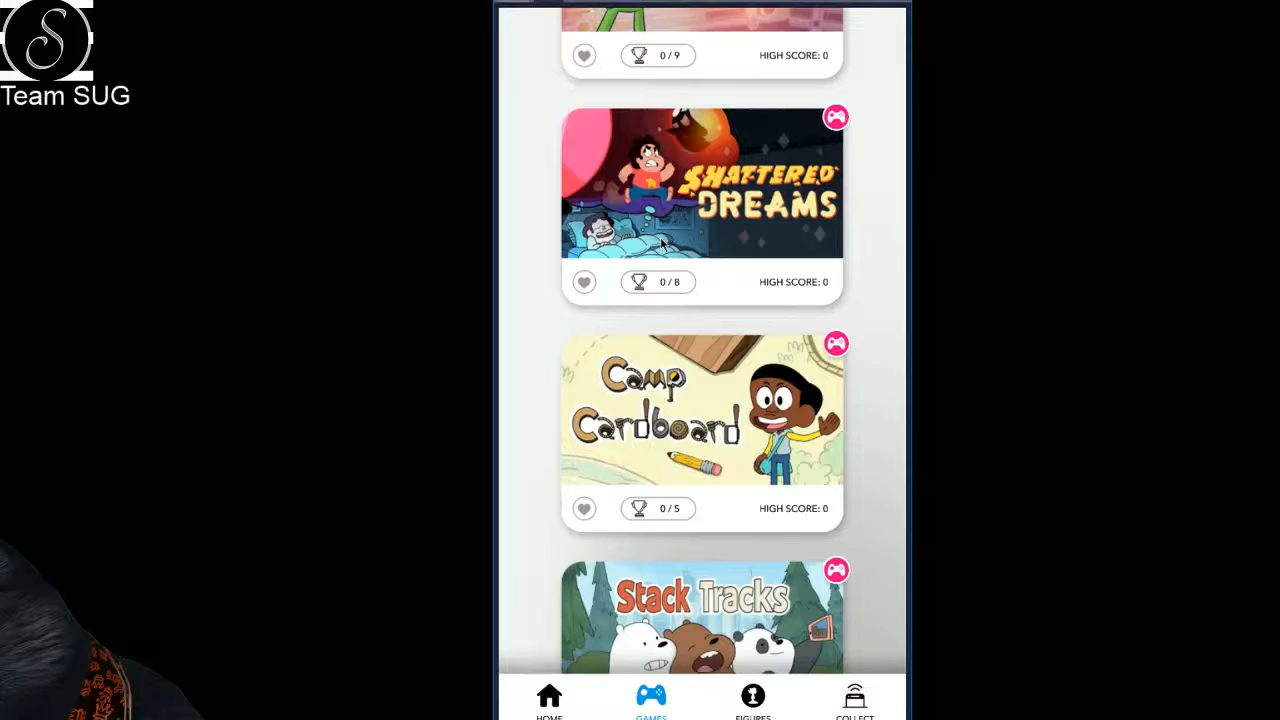 S
Team SUG
0 / 9
HIGH SCORE: 0
SHATTERED
DREAMS
0 / 8
HIGH SCORE: 0
Camp
Cardboard
0 / 5
HIGH SCORE: 0
Stack Tracks
HOME
GAMES
FIGURES
COLLECT